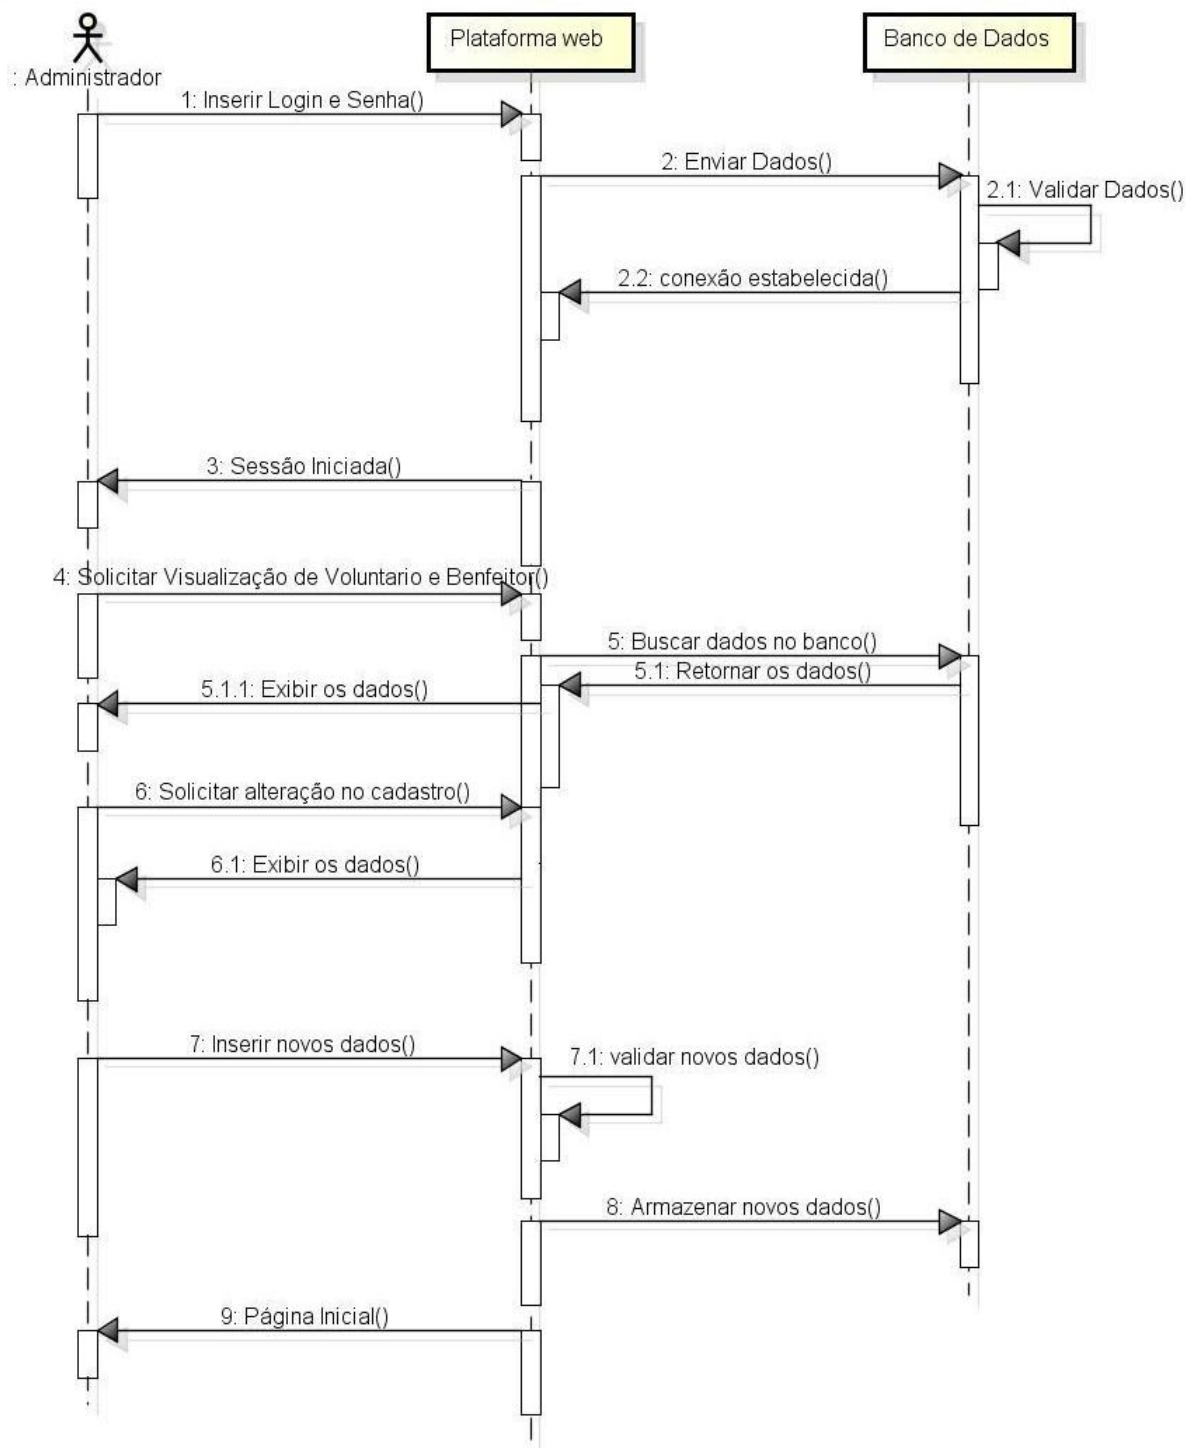 Plataforma web
Banco de Dados
: Administrador
1: Inserir Login e Senha()
2: Enviar Dados()
2.1: Validar Dados()
2.2: conexão estabelecida()
3: Sessão Iniciada()
4: Solicitar Visualização de Voluntario e Benfeitor()
5: Buscar dados no banco()
5.1: Retornar os dados()
5.1.1: Exibir os dados()
6: Solicitar alteração no cadastro()
6.1: Exibir os dados()
7: Inserir novos dados()
7.1: validar novos dados()
8: Armazenar novos dados()
9: Página Inicial()